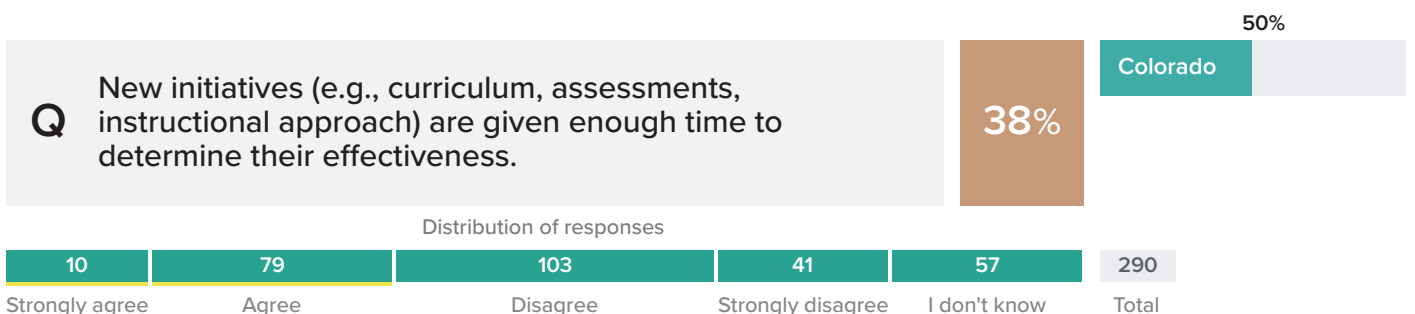 50%
Q
New initiatives (e.g., curriculum, assessments,
instructional approach) are given enough time to
determine their effectiveness.
38%
Colorado
Distribution of responses
10 79 103 41 57 290
Strongly agree Agree Disagree Strongly disagree I don't know Total